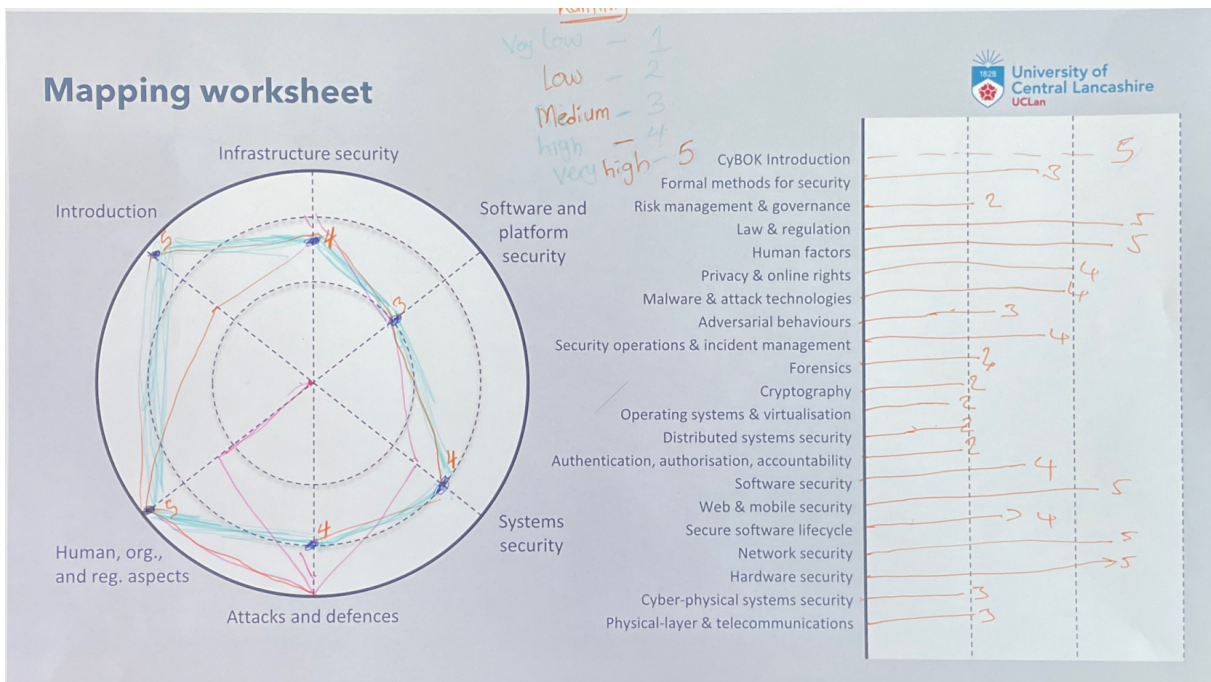 Very low – 1
Low – 2
Medium – 3
high – 4
very high – 5
Mapping worksheet
1828
University of
Central Lancashire
UCLan
Infrastructure security
Introduction
Software and
platform
security
Systems
security
Attacks and defences
Human, org.,
and reg. aspects
5
4
3
4
4
5
CyBOK Introduction 5
Formal methods for security 3
Risk management & governance 2
Law & regulation 5
Human factors 5
Privacy & online rights 4
Malware & attack technologies 4
Adversarial behaviours 3
Security operations & incident management 4
Forensics
Cryptography 2
Operating systems & virtualisation 2
Distributed systems security 2
Authentication, authorisation, accountability 2
Software security 4
Web & mobile security 5
Secure software lifecycle 4
Network security 5
Hardware security 5
Cyber-physical systems security 3
Physical-layer & telecommunications 3